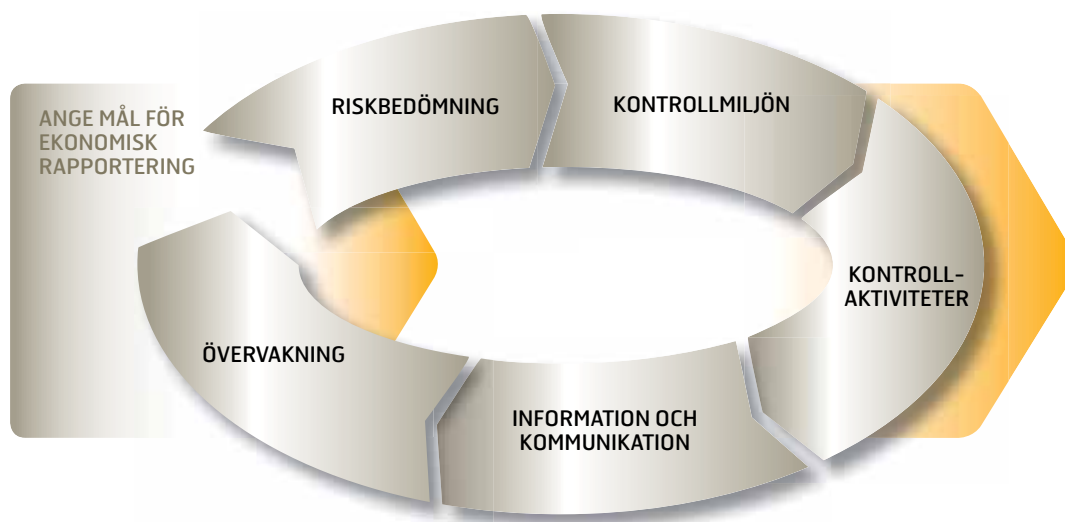 ANGE MÅL FÖR
EKONOMISK
RAPPORTERING
RISKBEDÖMNING
KONTROLLMILJÖN
KONTROLL-
AKTIVITETER
INFORMATION OCH
KOMMUNIKATION
ÖVERVAKNING